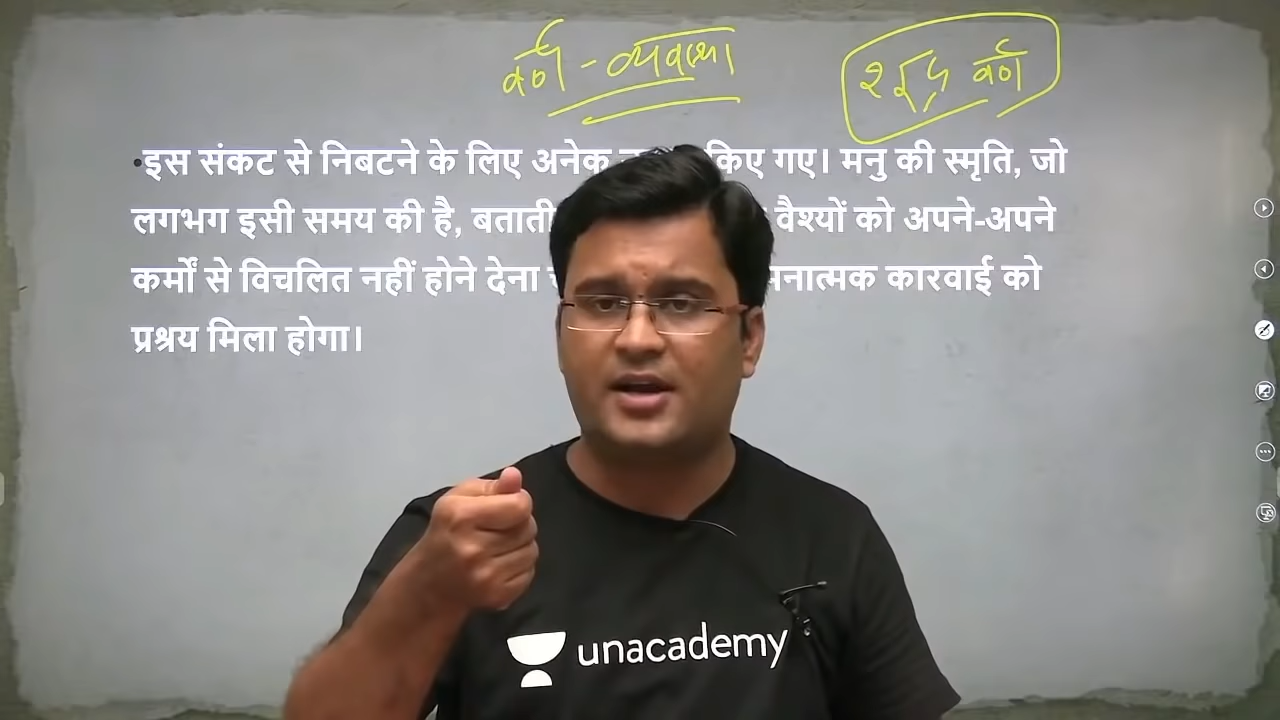 वर्ण - व्यवस्था
शूद्र वर्ण
•इस संकट से निबटने के लिए अनेक किए गए। मनु की स्मृति, जो
लगभग इसी समय की है, बताती वैश्यों को अपने-अपने
कर्मों से विचलित नहीं होने देना कारवाई को
प्रश्रय मिला होगा।
unacademy